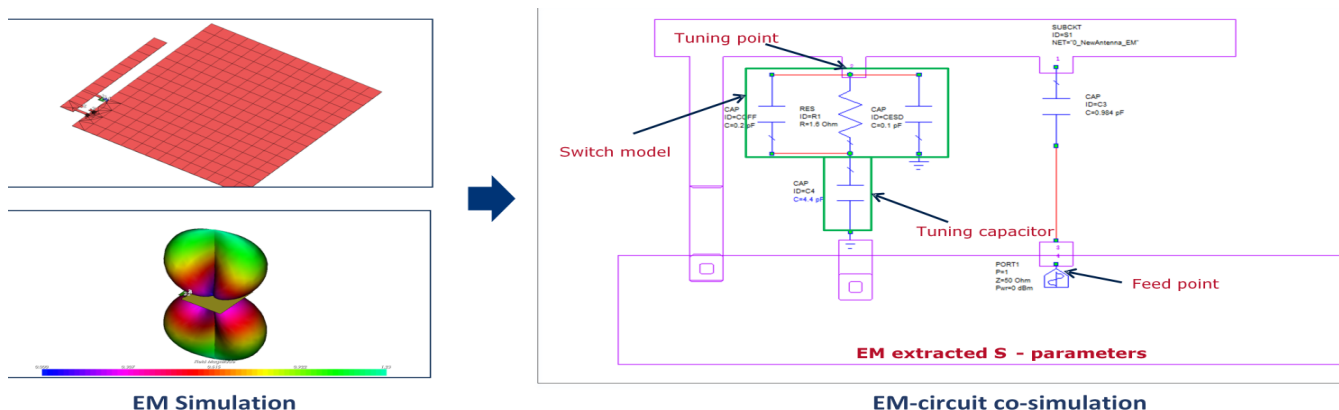 Tuning point
SUBCKT
ID=S1
NET="0_NewAntenna_EM"
1
CAP
ID=COFF
C=0.2 pF
RES
ID=R1
R=1.6 Ohm
CAP
ID=CESD
C=0.1 pF
CAP
ID=C3
C=0.984 pF
Switch model
CAP
ID=C4
C=4.4 pF
Tuning capacitor
3
4
PORT1
P=1
Z=50 Ohm
Pwr=0 dBm
Feed point
EM extracted S - parameters
EM Simulation
EM-circuit co-simulation